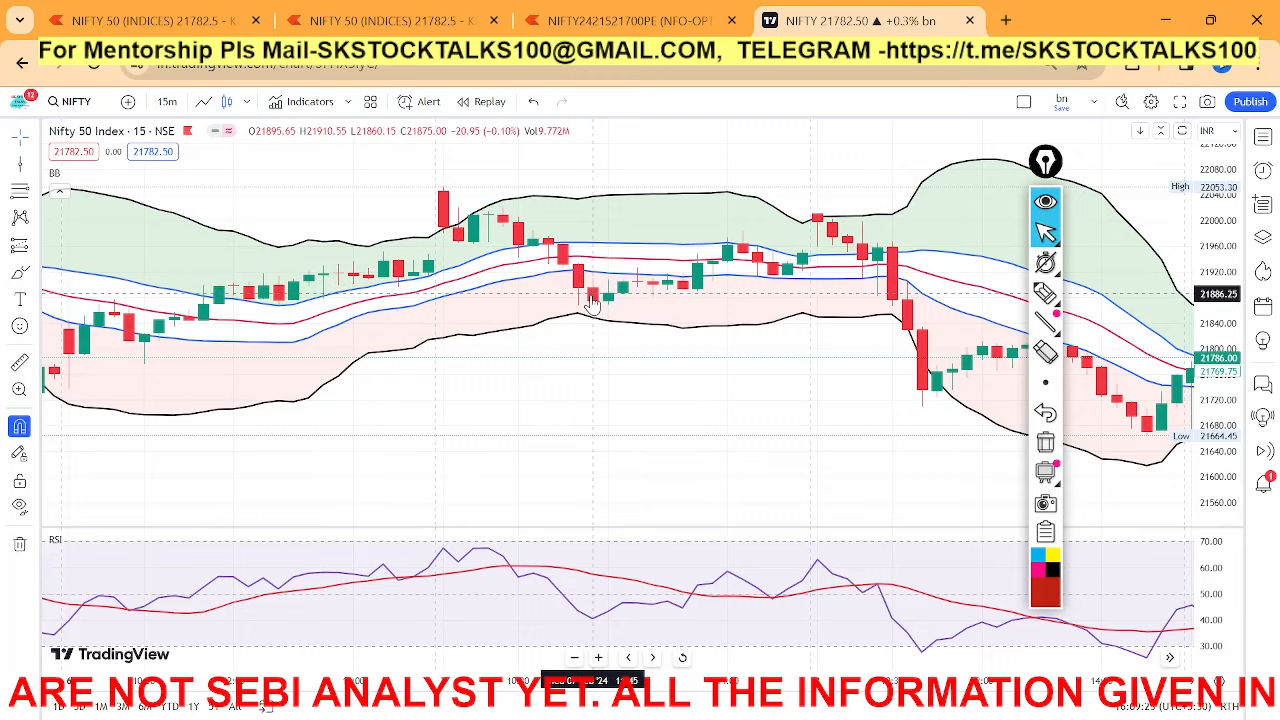 NIFTY 50 (INDICES) 21782.5 - K
NIFTY 50 (INDICES) 21782.5 - K
NIFTY2421521700PE (NFO-OPT
NIFTY 21782.50 ▲ +0.3% bn
For Mentorship Pls Mail-SKSTOCKTALKS100@GMAIL.COM, TELEGRAM -https://t.me/SKSTOCKTALKS100
12
NIFTY
15m
Indicators
Alert
Replay
bn
Save
Publish
Nifty 50 Index · 15 · NSE
O21895.65 H21910.55 L21860.15 C21875.00 -20.95 (-0.10%) Vol9.772M
INR
21782.50
0.00
21782.50
BB
22080.00
High 22053.30
22000.00
21960.00
21920.00
21886.25
21840.00
21800.00
21786.00
21769.75
21720.00
Low 21664.45
21640.00
21600.00
21560.00
1
RSI
70.00
60.00
50.00
40.00
30.00
TradingView
ARE NOT SEBI ANALYST YET. ALL THE INFORMATION GIVEN IN